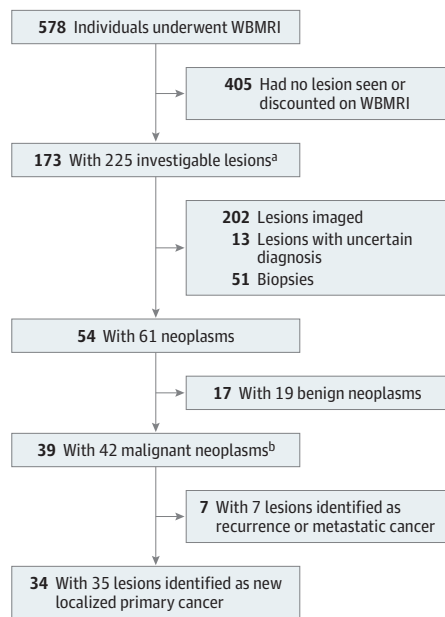 578 Individuals underwent WBMRI
405 Had no lesion seen or
discounted on WBMRI
173 With 225 investigable lesionsᵃ
202 Lesions imaged
13 Lesions with uncertain
diagnosis
51 Biopsies
54 With 61 neoplasms
17 With 19 benign neoplasms
39 With 42 malignant neoplasmsᵇ
7 With 7 lesions identified as
recurrence or metastatic cancer
34 With 35 lesions identified as new
localized primary cancer